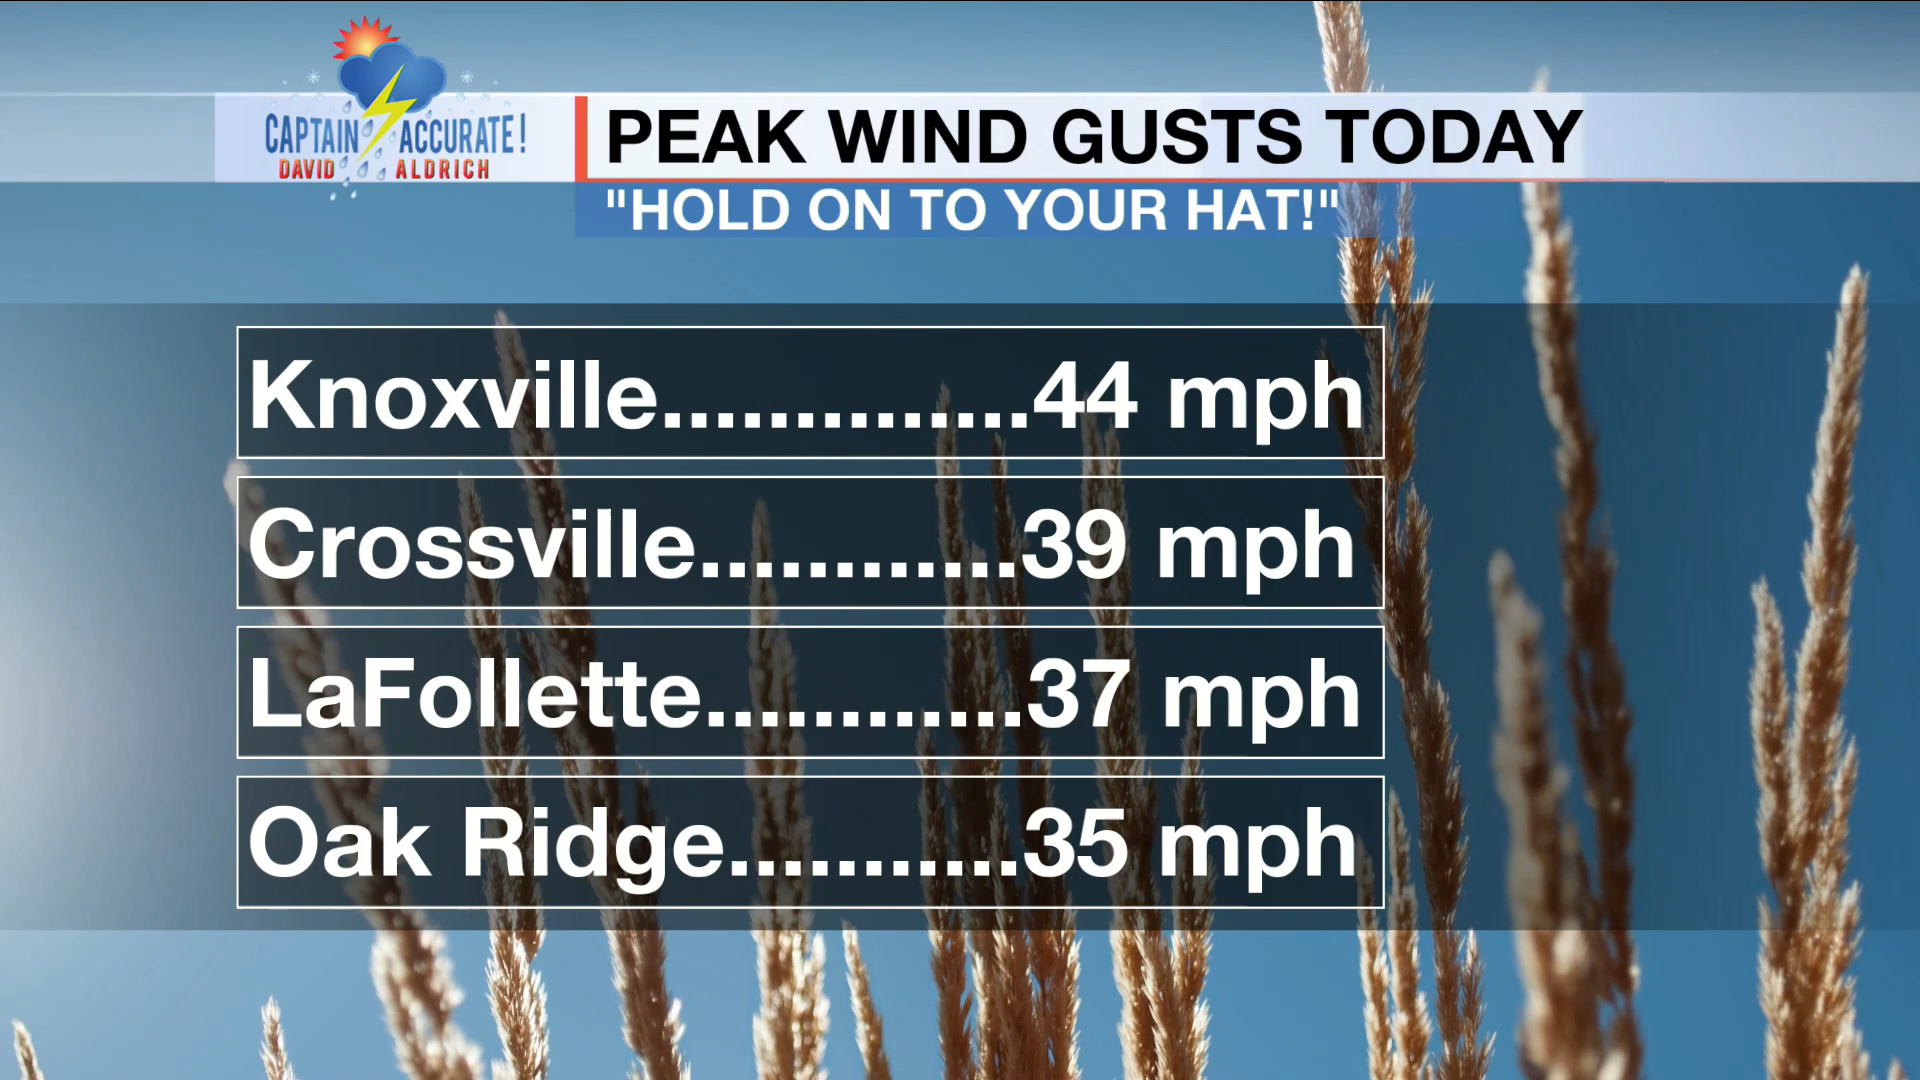 CAPTAIN ACCURATE!
DAVID ALDRICH
PEAK WIND GUSTS TODAY
"HOLD ON TO YOUR HAT!"
Knoxville..............44 mph
Crossville............39 mph
LaFollette............37 mph
Oak Ridge...........35 mph